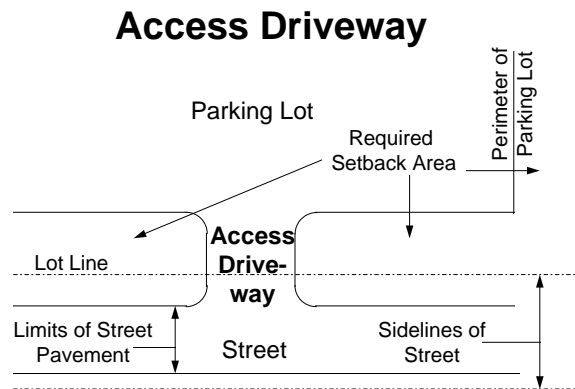 Access Driveway
Perimeter of
Parking Lot
Parking Lot
Required
Setback Area
Access
Drive-
way
Lot Line
Limits of Street
Pavement
Street
Sidelines of
Street